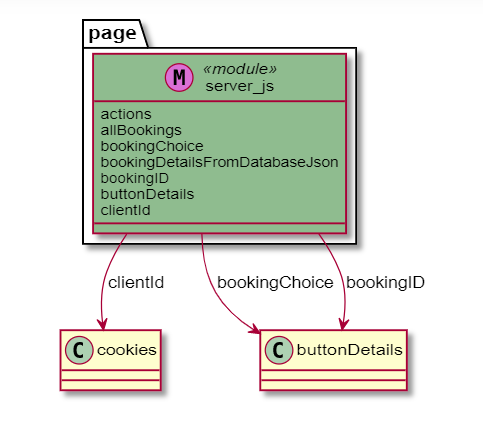 page
M
«module»
server_js
actions
allBookings
bookingChoice
bookingDetailsFromDatabaseJson
bookingID
buttonDetails
clientId
clientId
bookingChoice
bookingID
C cookies
C buttonDetails